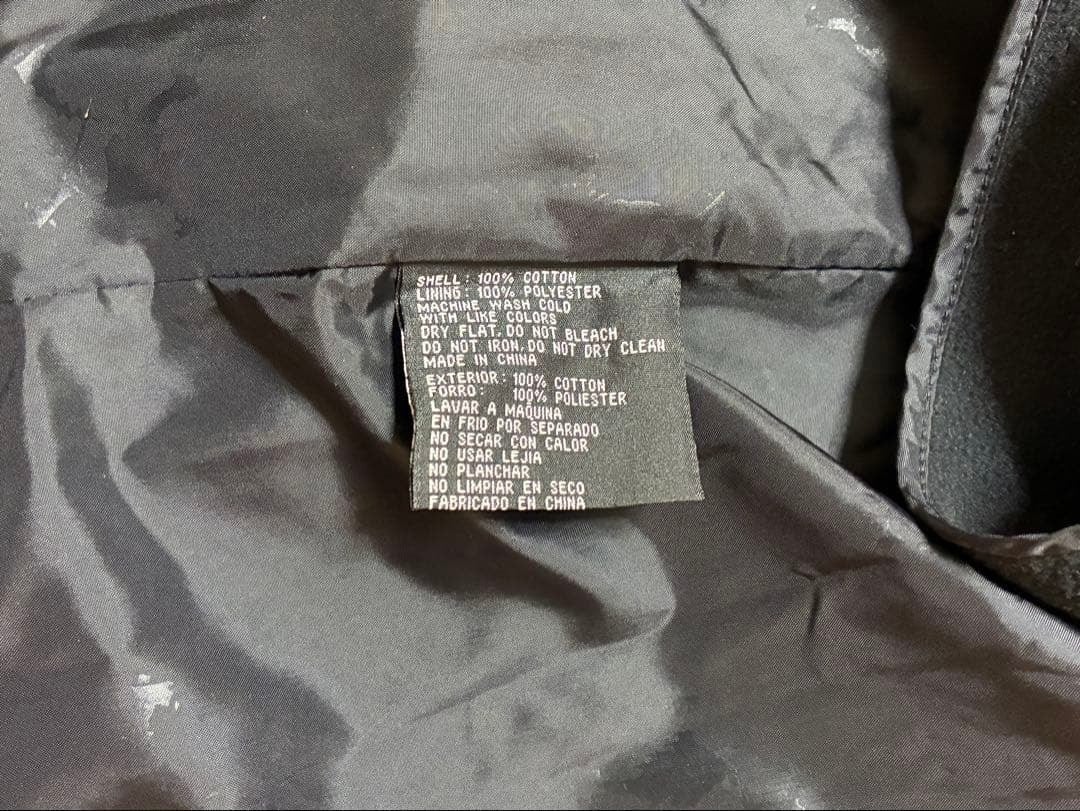 SHELL: 100% COTTON
LINING: 100% POLYESTER
MACHINE WASH COLD
WITH LIKE COLORS
DRY FLAT, DO NOT BLEACH
DO NOT IRON, DO NOT DRY CLEAN
MADE IN CHINA
EXTERIOR: 100% COTTON
FORRO: 100% POLIESTER
LAVAR A MAQUINA
EN FRIO POR SEPARADO
NO SECAR CON CALOR
NO USAR LEJIA
NO PLANCHAR
NO LIMPIAR EN SECO
FABRICADO EN CHINA